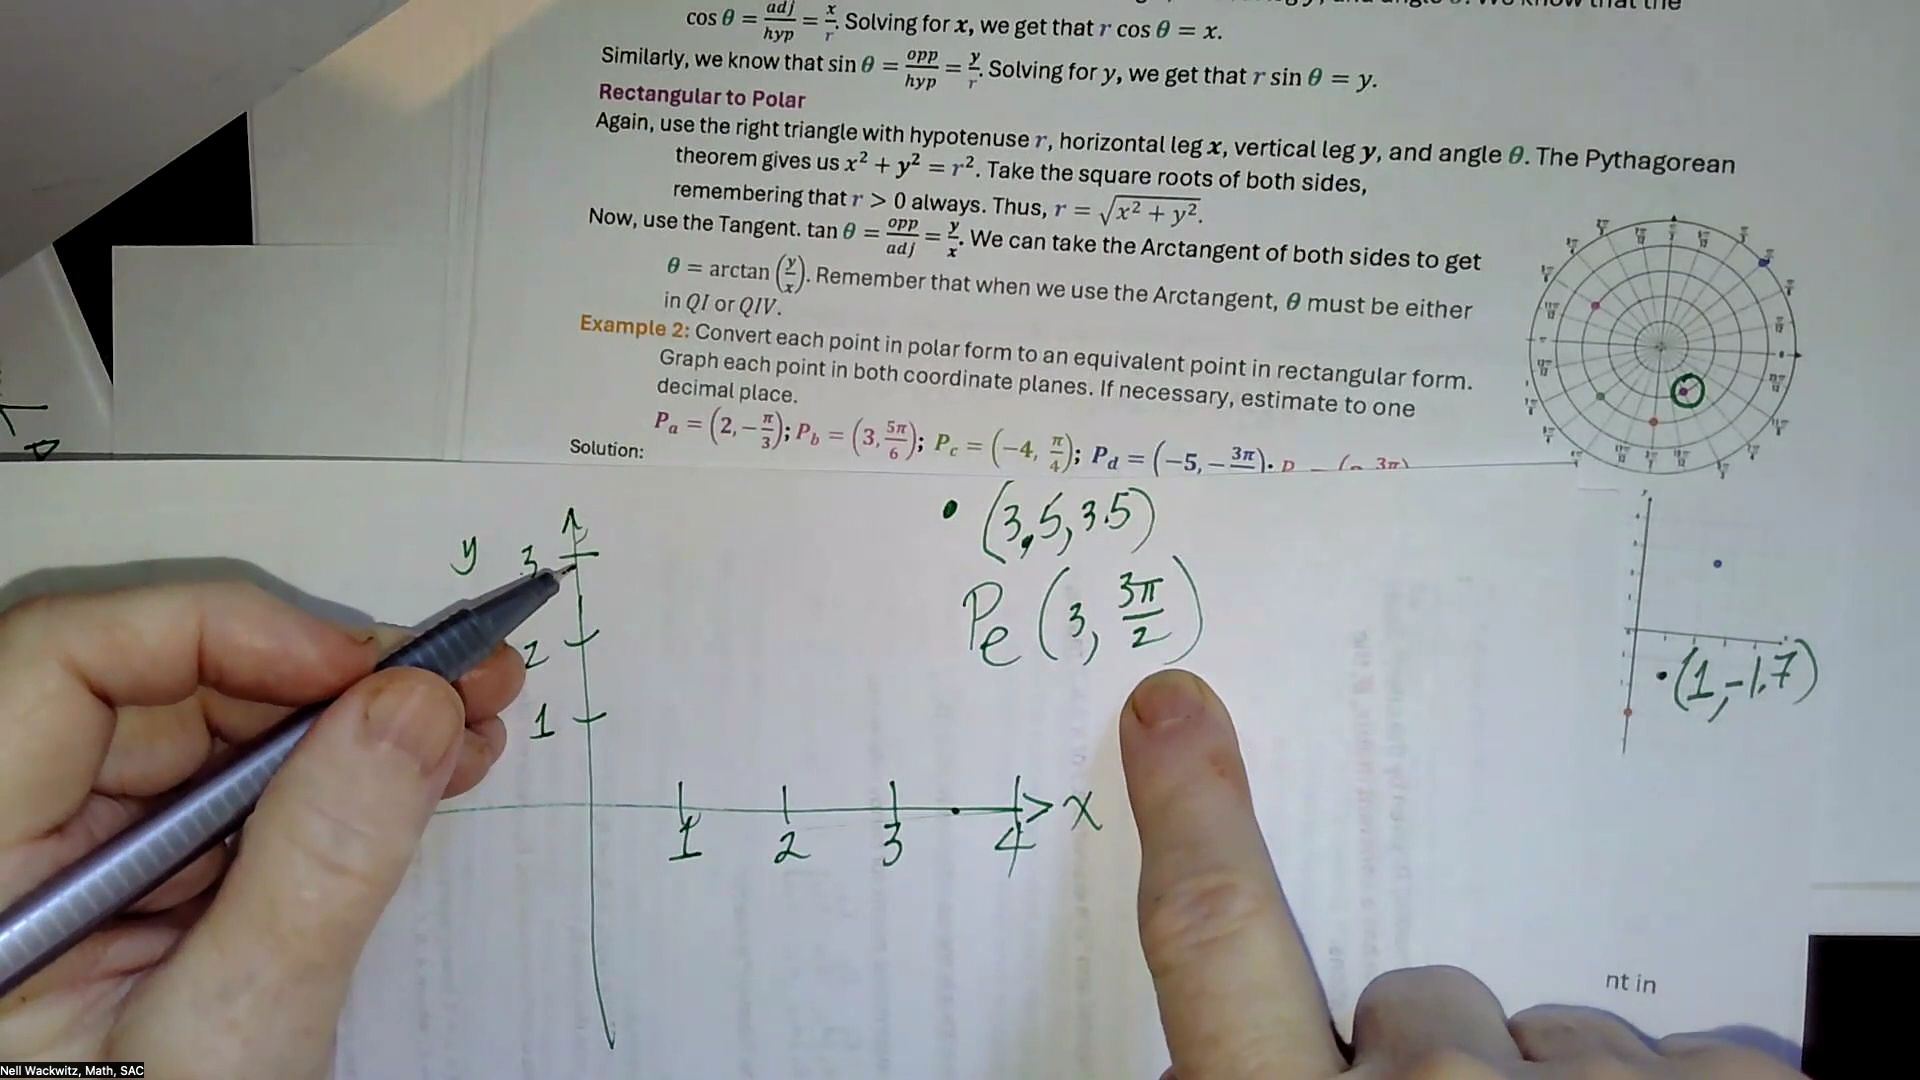 cos θ = adj/hyp = x/r. Solving for x, we get that r cos θ = x.
Similarly, we know that sin θ = opp/hyp = y/r. Solving for y, we get that r sin θ = y.
Rectangular to Polar
Again, use the right triangle with hypotenuse r, horizontal leg x, vertical leg y, and angle θ. The Pythagorean
theorem gives us x² + y² = r². Take the square roots of both sides,
remembering that r > 0 always. Thus, r = √(x² + y²).
Now, use the Tangent. tan θ = opp/adj = y/x. We can take the Arctangent of both sides to get
θ = arctan (y/x). Remember that when we use the Arctangent, θ must be either
in QI or QIV.
Example 2: Convert each point in polar form to an equivalent point in rectangular form.
Graph each point in both coordinate planes. If necessary, estimate to one
decimal place.
Pa = (2, −π/3); Pb = (3, 5π/6); Pc = (−4, π/4); Pd = (−5, −3π
Solution:
(3.5, 3.5)
y 3
Pe (3, 3π/2)
2
1
(1, -1.7)
1 2 3 4 x
nt in
Nell Wackwitz, Math, SAC